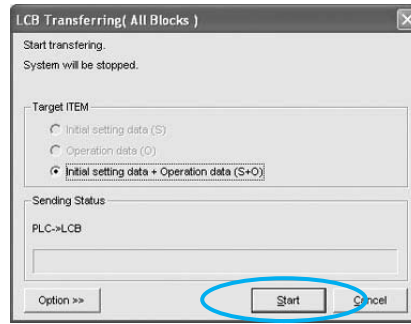 LCB Transferring( All Blocks )
Start transfering.
System will be stopped.
Target ITEM
Initial setting data (S)
Operation data (O)
Initial setting data + Operation data (S+O)
Sending Status
PLC->LCB
Option >> Start Cancel